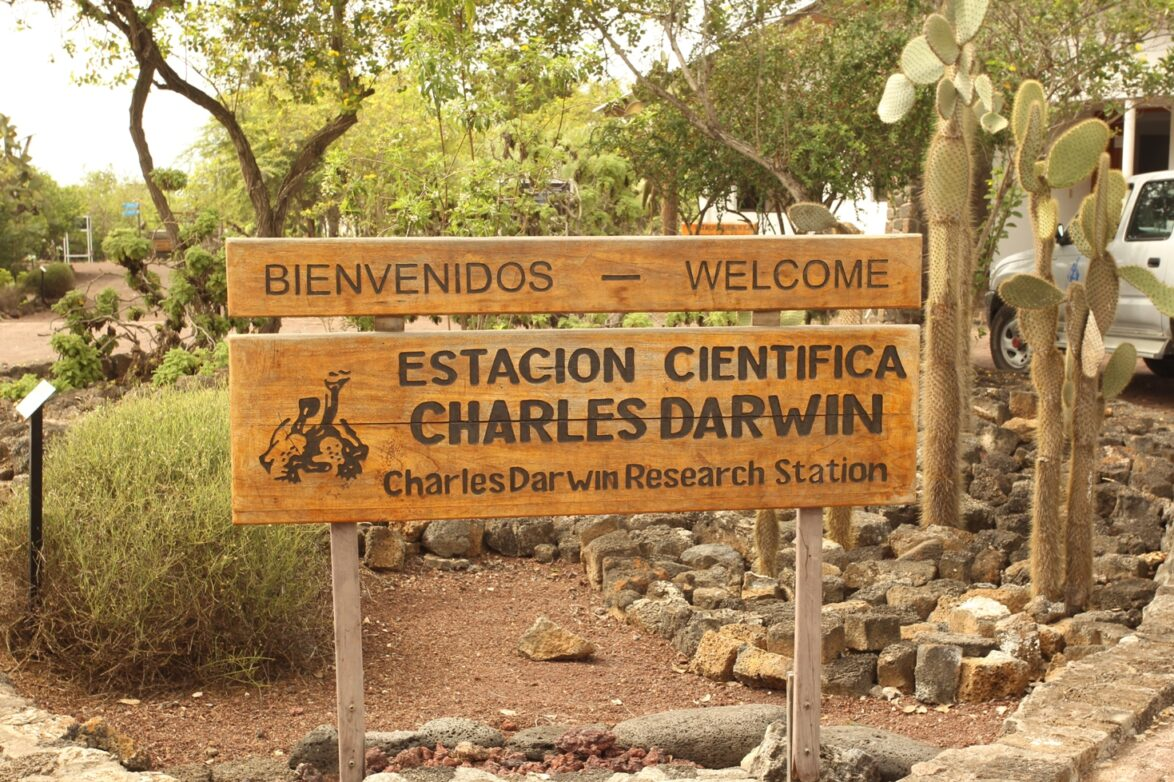 BIENVENIDOS — WELCOME
ESTACION CIENTIFICA
CHARLES DARWIN
Charles Darwin Research Station